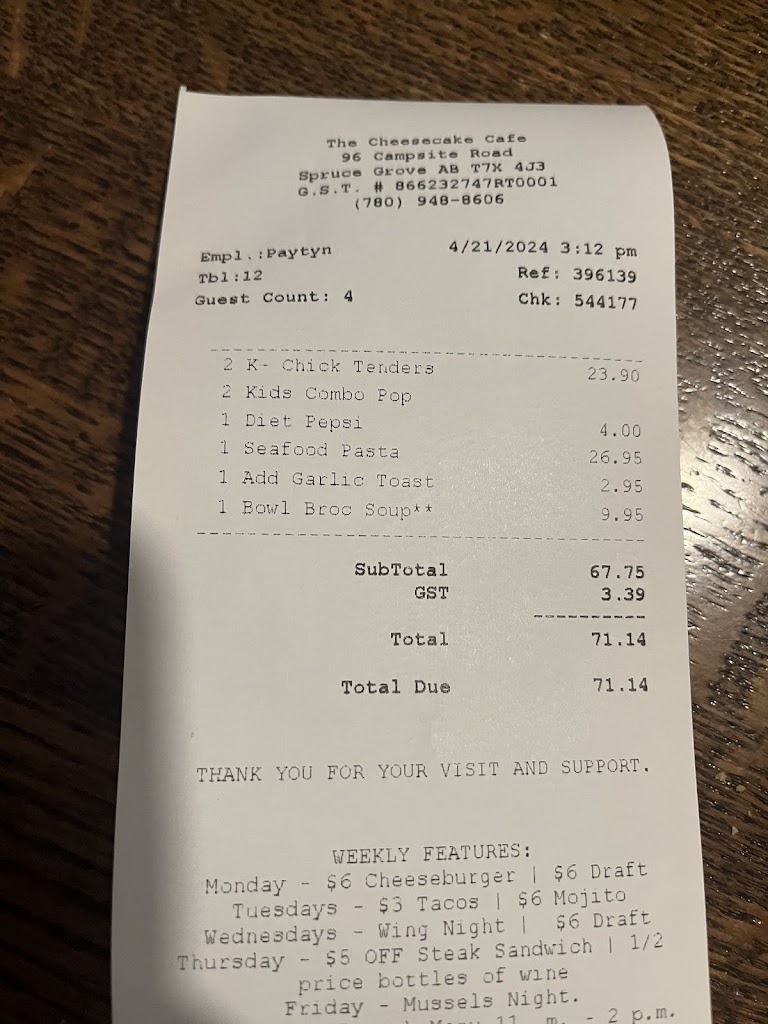 The Cheesecake Cafe
96 Campsite Road
Spruce Grove AB T7X 4J3
G.S.T. # 866232747RT0001
(780) 948-8606
Empl.:Paytyn 4/21/2024 3:12 pm
Tbl:12 Ref: 396139
Guest Count: 4 Chk: 544177
2 K- Chick Tenders 23.90
2 Kids Combo Pop
1 Diet Pepsi 4.00
1 Seafood Pasta 26.95
1 Add Garlic Toast 2.95
1 Bowl Broc Soup** 9.95
SubTotal 67.75
GST 3.39
Total 71.14
Total Due 71.14
THANK YOU FOR YOUR VISIT AND SUPPORT.
WEEKLY FEATURES:
Monday - $6 Cheeseburger | $6 Draft
Tuesdays - $3 Tacos | $6 Mojito
Wednesdays - Wing Night | $6 Draft
Thursday - $5 OFF Steak Sandwich | 1/2
price bottles of wine
Friday - Mussels Night.
Menu 11 m. - 2 p.m.